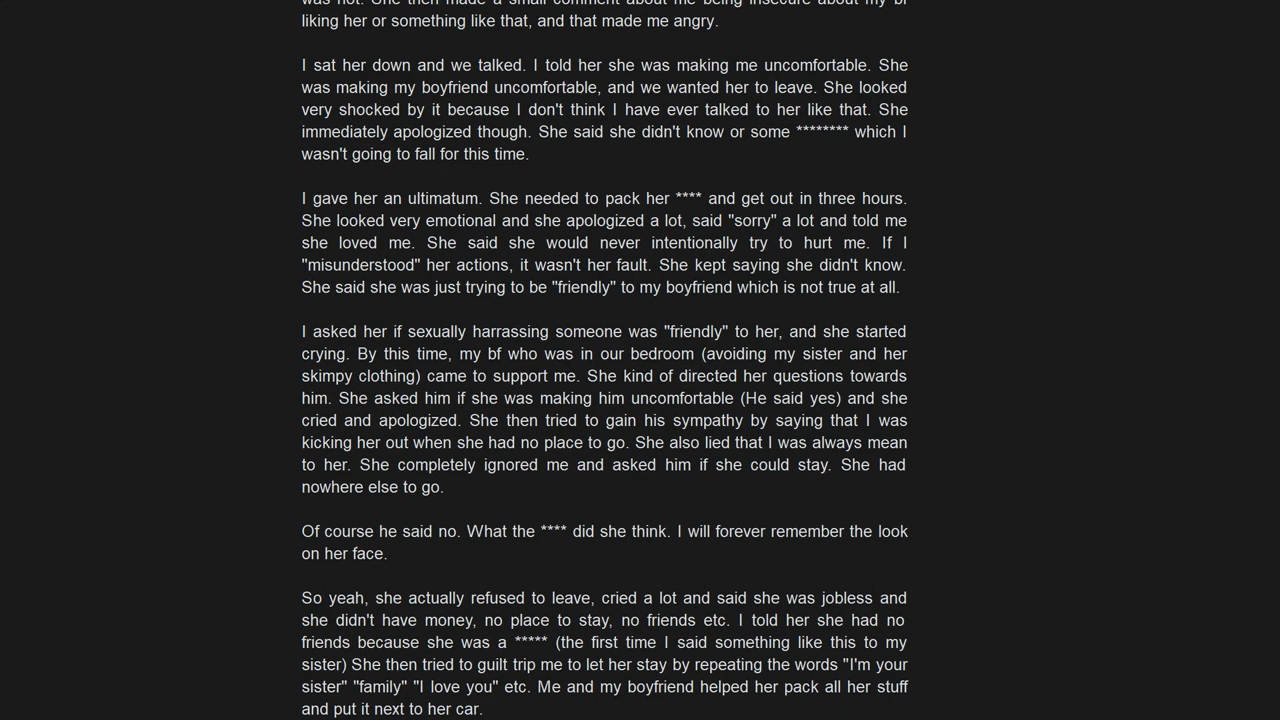 was not. She then made a small comment about me being insecure about my bf
liking her or something like that, and that made me angry.
I sat her down and we talked. I told her she was making me uncomfortable. She
was making my boyfriend uncomfortable, and we wanted her to leave. She looked
very shocked by it because I don't think I have ever talked to her like that. She
immediately apologized though. She said she didn't know or some ******** which I
wasn't going to fall for this time.
I gave her an ultimatum. She needed to pack her **** and get out in three hours.
She looked very emotional and she apologized a lot, said "sorry" a lot and told me
she loved me. She said she would never intentionally try to hurt me. If I
"misunderstood" her actions, it wasn't her fault. She kept saying she didn't know.
She said she was just trying to be "friendly" to my boyfriend which is not true at all.
I asked her if sexually harrassing someone was "friendly" to her, and she started
crying. By this time, my bf who was in our bedroom (avoiding my sister and her
skimpy clothing) came to support me. She kind of directed her questions towards
him. She asked him if she was making him uncomfortable (He said yes) and she
cried and apologized. She then tried to gain his sympathy by saying that I was
kicking her out when she had no place to go. She also lied that I was always mean
to her. She completely ignored me and asked him if she could stay. She had
nowhere else to go.
Of course he said no. What the **** did she think. I will forever remember the look
on her face.
So yeah, she actually refused to leave, cried a lot and said she was jobless and
she didn't have money, no place to stay, no friends etc. I told her she had no
friends because she was a ***** (the first time I said something like this to my
sister) She then tried to guilt trip me to let her stay by repeating the words "I'm your
sister" "family" "I love you" etc. Me and my boyfriend helped her pack all her stuff
and put it next to her car.